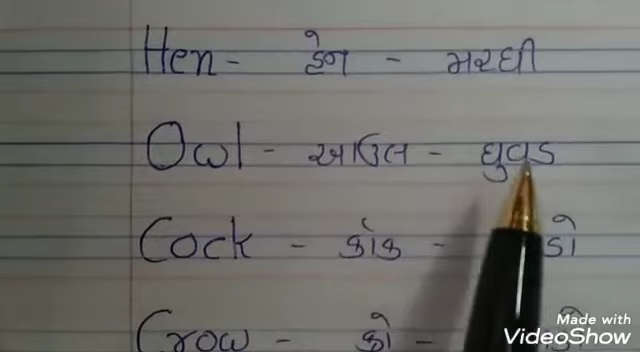 Hen - હેન - મરઘી
Owl - આઉલ - ઘુવડ
Cock - કોક -
Crow - ક્રો -
Made with
VideoShow